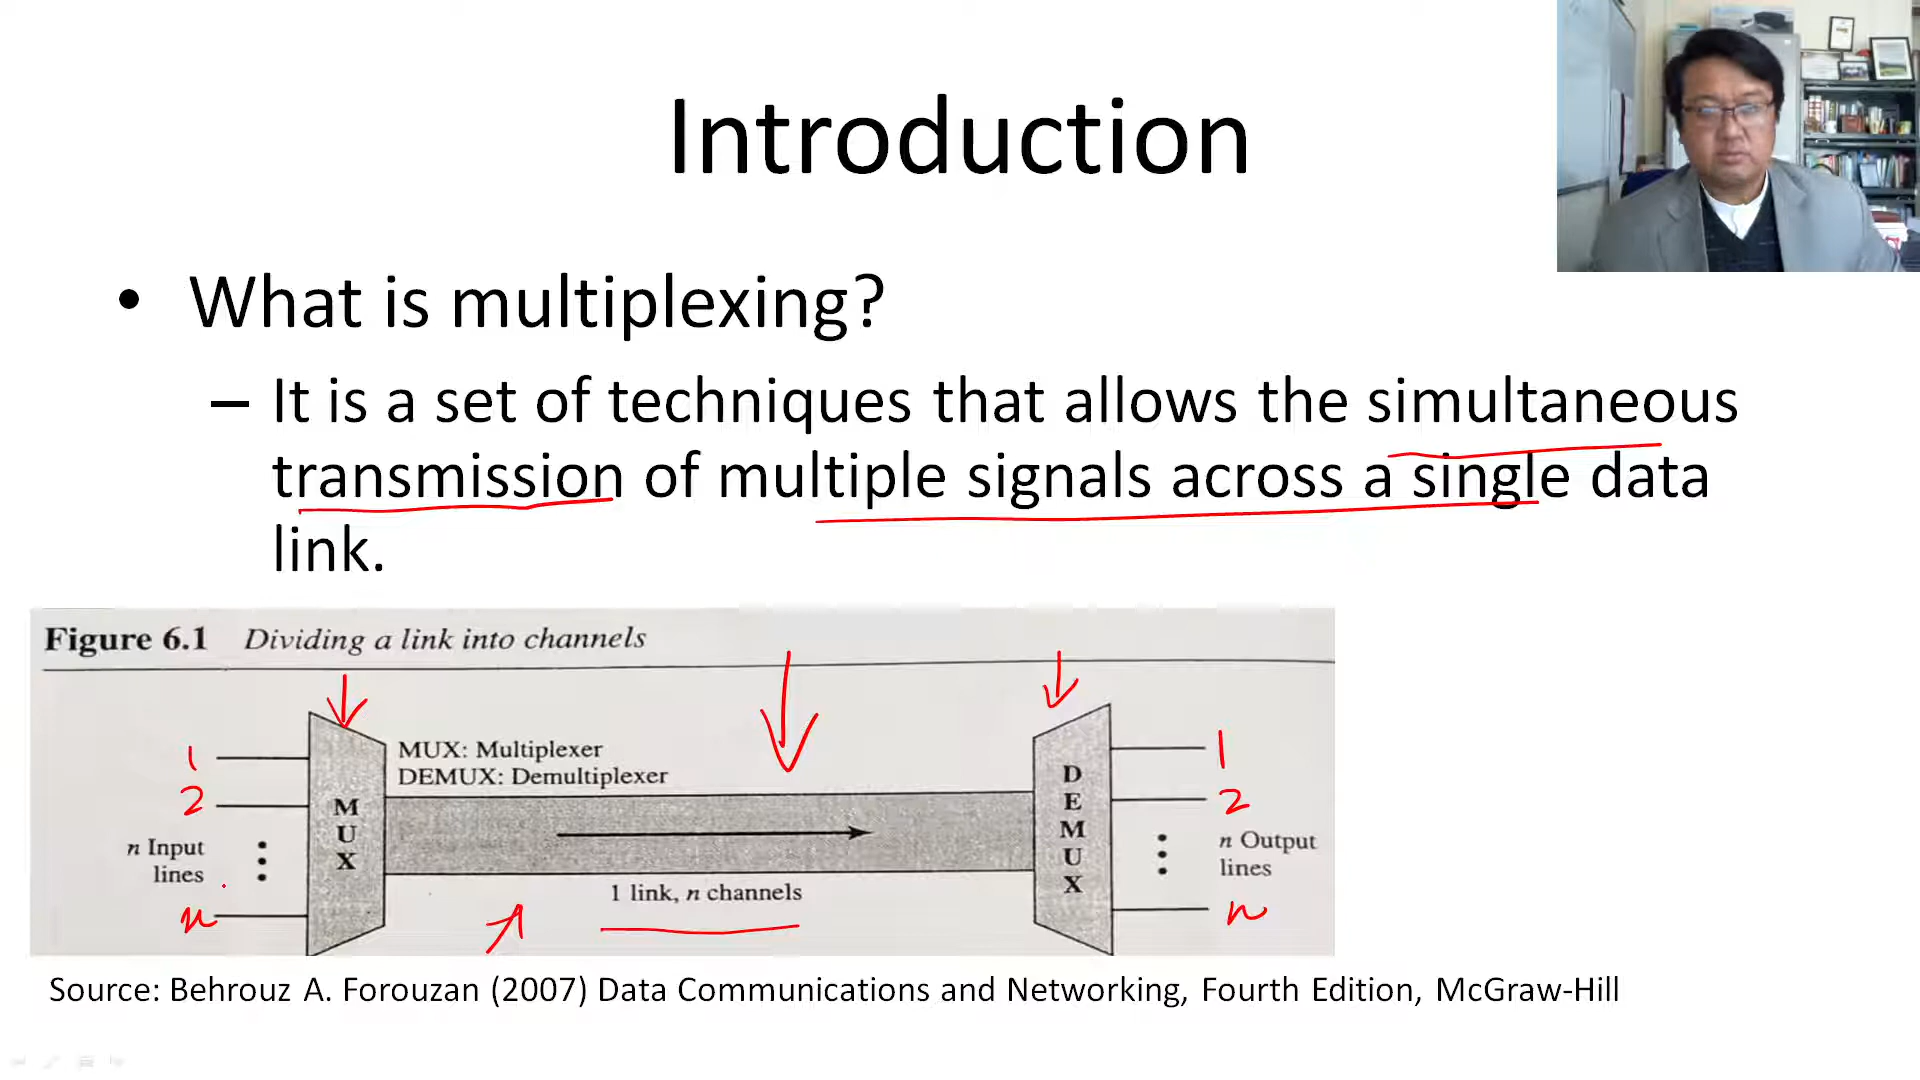 Introduction
• What is multiplexing?
– It is a set of techniques that allows the simultaneous
transmission of multiple signals across a single data
link.
Figure 6.1 Dividing a link into channels
MUX: Multiplexer
DEMUX: Demultiplexer
1
2
n Input
lines
n
M
U
X
1 link, n channels
D
E
M
U
X
1
2
n Output
lines
n
Source: Behrouz A. Forouzan (2007) Data Communications and Networking, Fourth Edition, McGraw-Hill